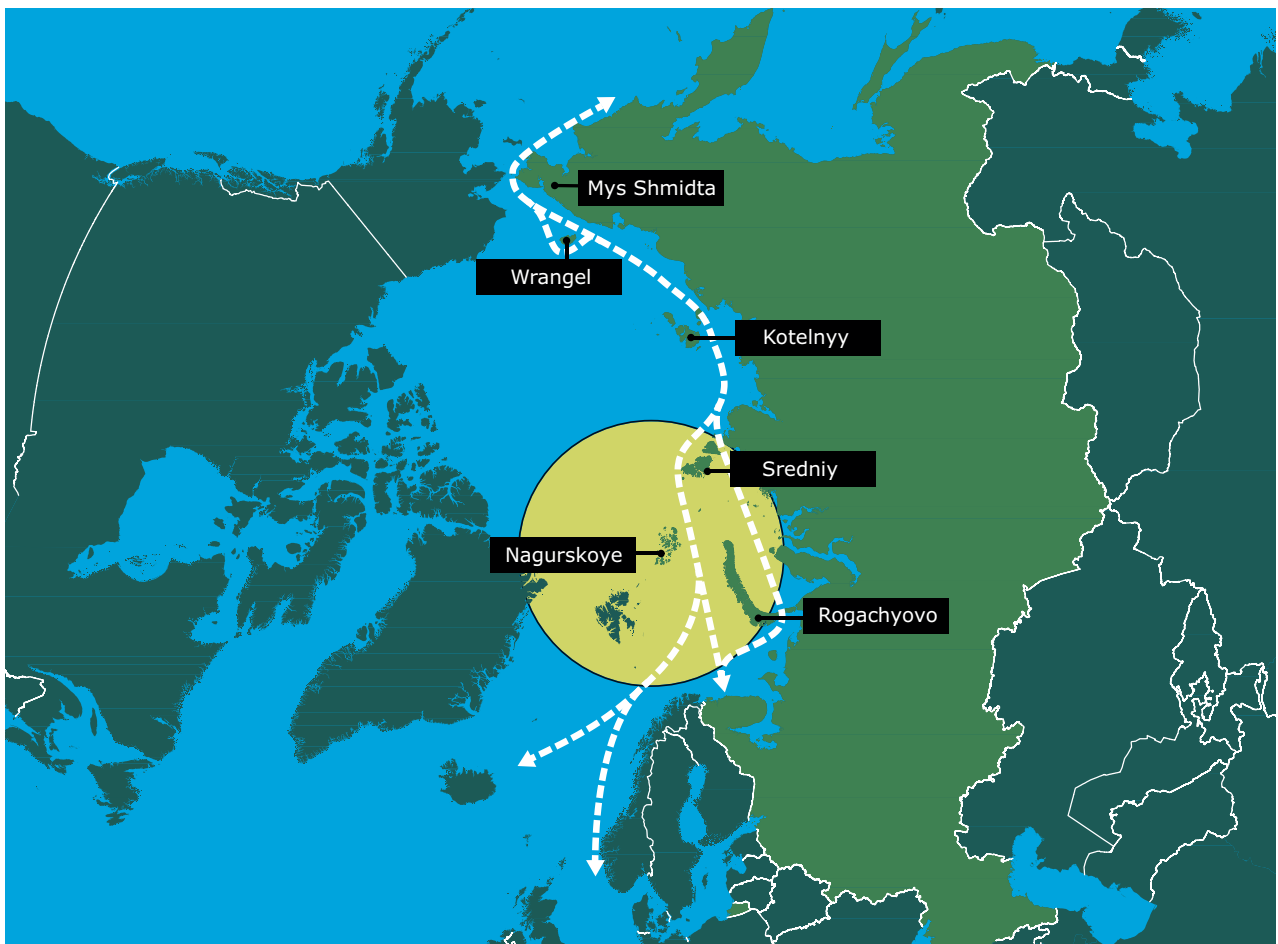 Mys Shmidta
Wrangel
Kotelnyy
Sredniy
Nagurskoye
Rogachyovo